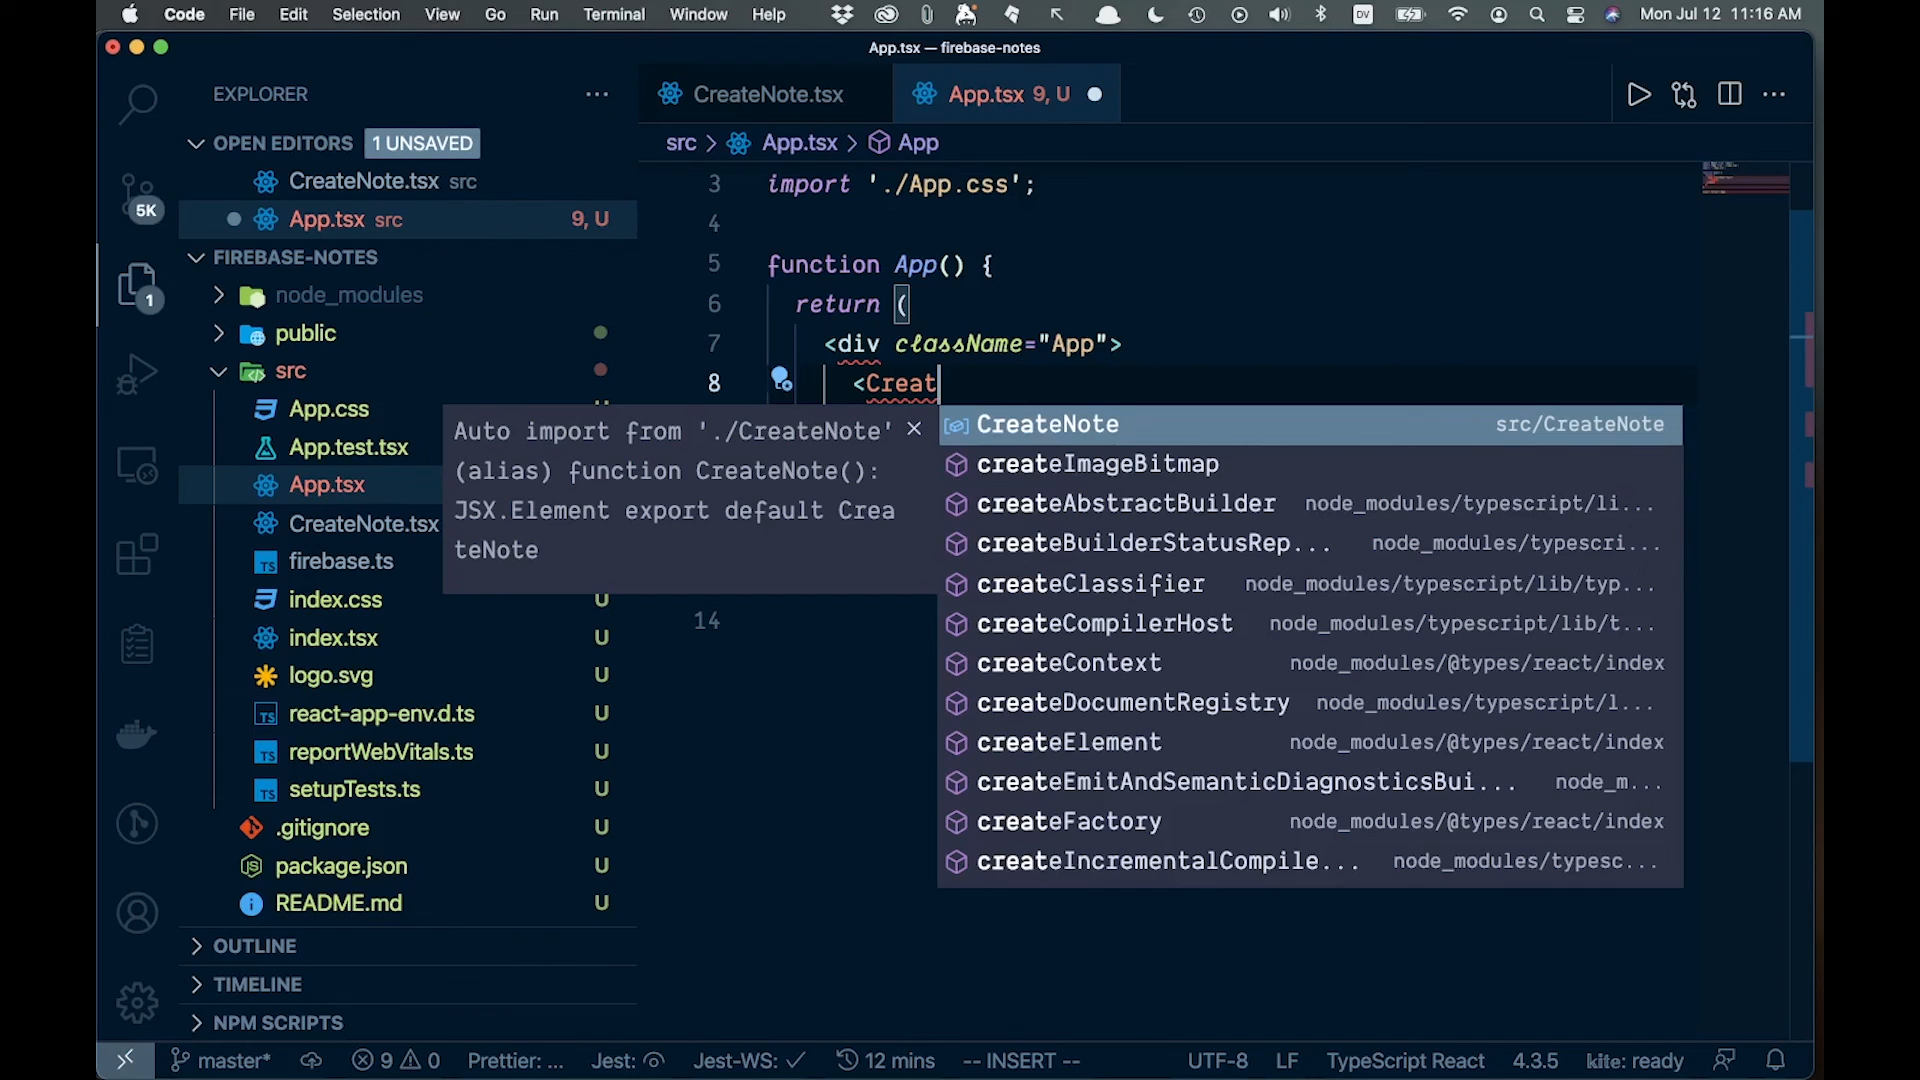 Code File Edit Selection View Go Run Terminal Window Help DV Mon Jul 12 11:16 AM
App.tsx — firebase-notes
EXPLORER
OPEN EDITORS 1 UNSAVED
CreateNote.tsx src
App.tsx src 9, U
FIREBASE-NOTES
node_modules
public
src
App.css
App.test.tsx
App.tsx
CreateNote.tsx
firebase.ts
index.css U
index.tsx U
logo.svg U
react-app-env.d.ts U
reportWebVitals.ts U
setupTests.ts U
.gitignore U
package.json U
README.md U
OUTLINE
TIMELINE
NPM SCRIPTS
5K
1
CreateNote.tsx App.tsx 9, U
src > App.tsx > App
3 import './App.css';
4
5 function App() {
6 return (
7 <div className="App">
8 <Creat
14
Auto import from './CreateNote'
(alias) function CreateNote():
JSX.Element export default Crea
teNote
CreateNote src/CreateNote
createImageBitmap
createAbstractBuilder node_modules/typescript/li...
createBuilderStatusRep... node_modules/typescri...
createClassifier node_modules/typescript/lib/typ...
createCompilerHost node_modules/typescript/lib/t...
createContext node_modules/@types/react/index
createDocumentRegistry node_modules/typescript/l...
createElement node_modules/@types/react/index
createEmitAndSemanticDiagnosticsBui... node_m...
createFactory node_modules/@types/react/index
createIncrementalCompile... node_modules/typesc...
master* 9 0 Prettier: ... Jest: Jest-WS: 12 mins -- INSERT -- UTF-8 LF TypeScript React 4.3.5 kite: ready